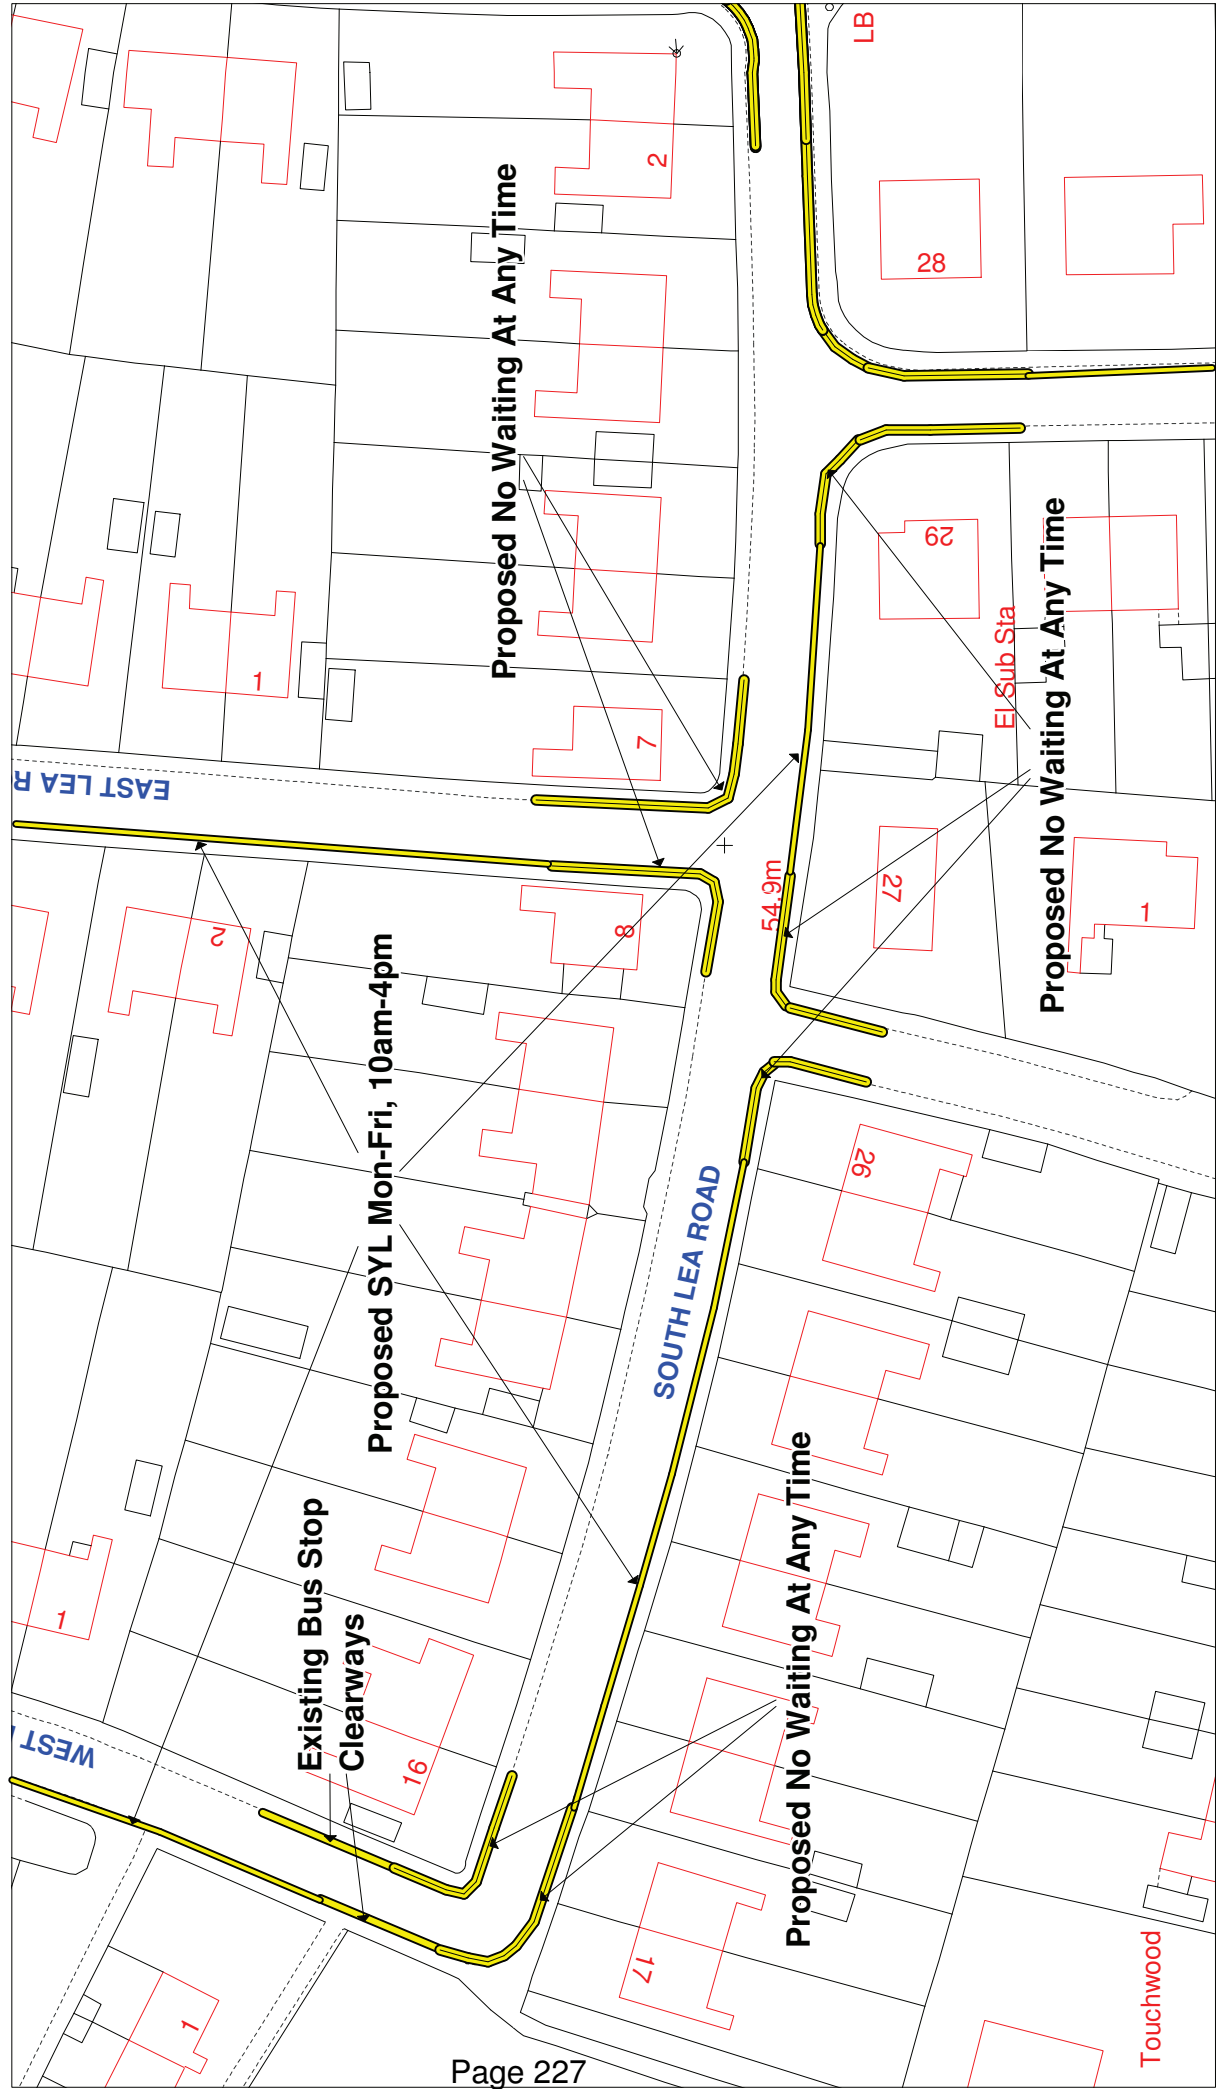 LB
2
28
Proposed No Waiting At Any Time
1
29
El Sub Sta
Proposed No Waiting At Any Time
7
EAST LEA R
54.9m
27
1
8
2
Proposed SYL Mon-Fri, 10am-4pm
26
SOUTH LEA ROAD
Existing Bus Stop
Clearways
1
WEST
16
Proposed No Waiting At Any Time
17
1
Touchwood
Page 227